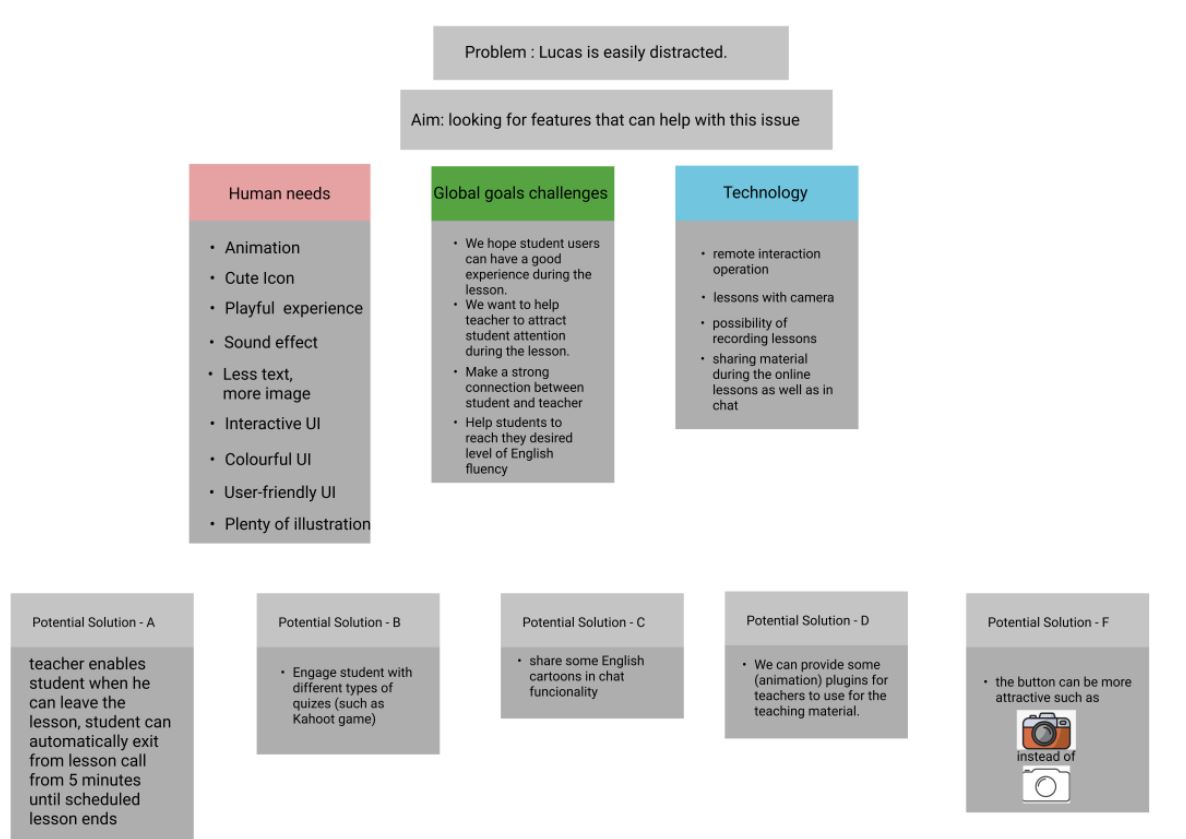 Problem : Lucas is easily distracted.
Aim: looking for features that can help with this issue
Human needs
• Animation
• Cute Icon
• Playful experience
• Sound effect
• Less text,
more image
• Interactive UI
• Colourful UI
• User-friendly UI
• Plenty of illustration
Global goals challenges
• We hope student users
can have a good
experience during the
lesson.
• We want to help
teacher to attract
student attention
during the lesson.
• Make a strong
connection between
student and teacher
• Help students to
reach they desired
level of English
fluency
Technology
• remote interaction
operation
• lessons with camera
• possibility of
recording lessons
• sharing material
during the online
lessons as well as in
chat
Potential Solution - A
teacher enables
student when he
can leave the
lesson, student can
automatically exit
from lesson call
from 5 minutes
until scheduled
lesson ends
Potential Solution - B
• Engage student with
different types of
quizes (such as
Kahoot game)
Potential Solution - C
• share some English
cartoons in chat
funcionality
Potential Solution - D
• We can provide some
(animation) plugins for
teachers to use for the
teaching material.
Potential Solution - F
• the button can be more
attractive such as
instead of